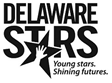 DELAWARE
STARS
Young stars.
Shining futures.